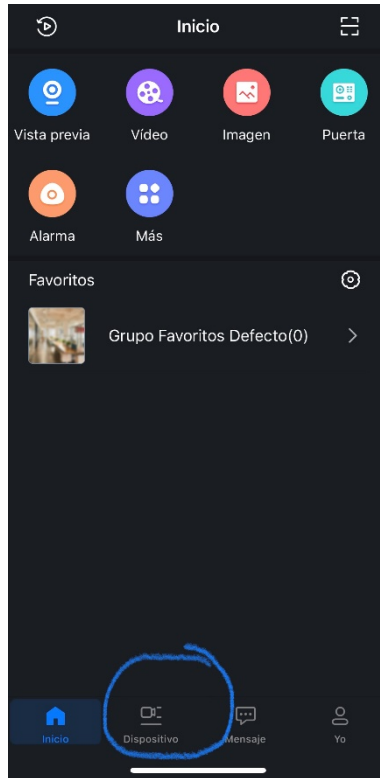 Inicio
Vista previa
Vídeo
Imagen
Puerta
Alarma
Más
Favoritos
Grupo Favoritos Defecto(0)
Inicio
Dispositivo
Mensaje
Yo